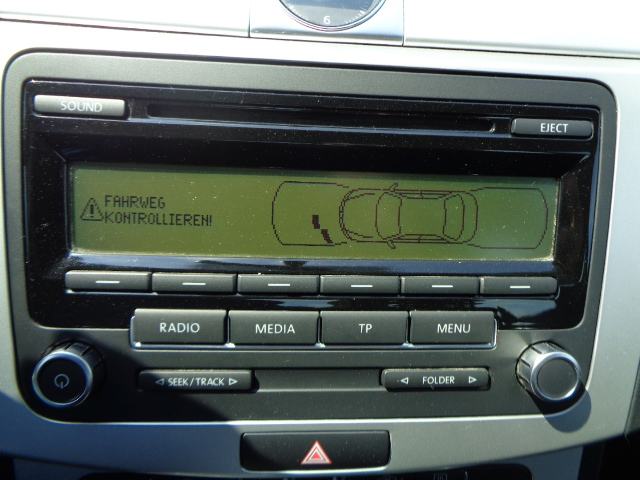 6
SOUND
EJECT
FAHRWEG
KONTROLLIEREN!
RADIO MEDIA TP MENU
SEEK/TRACK FOLDER